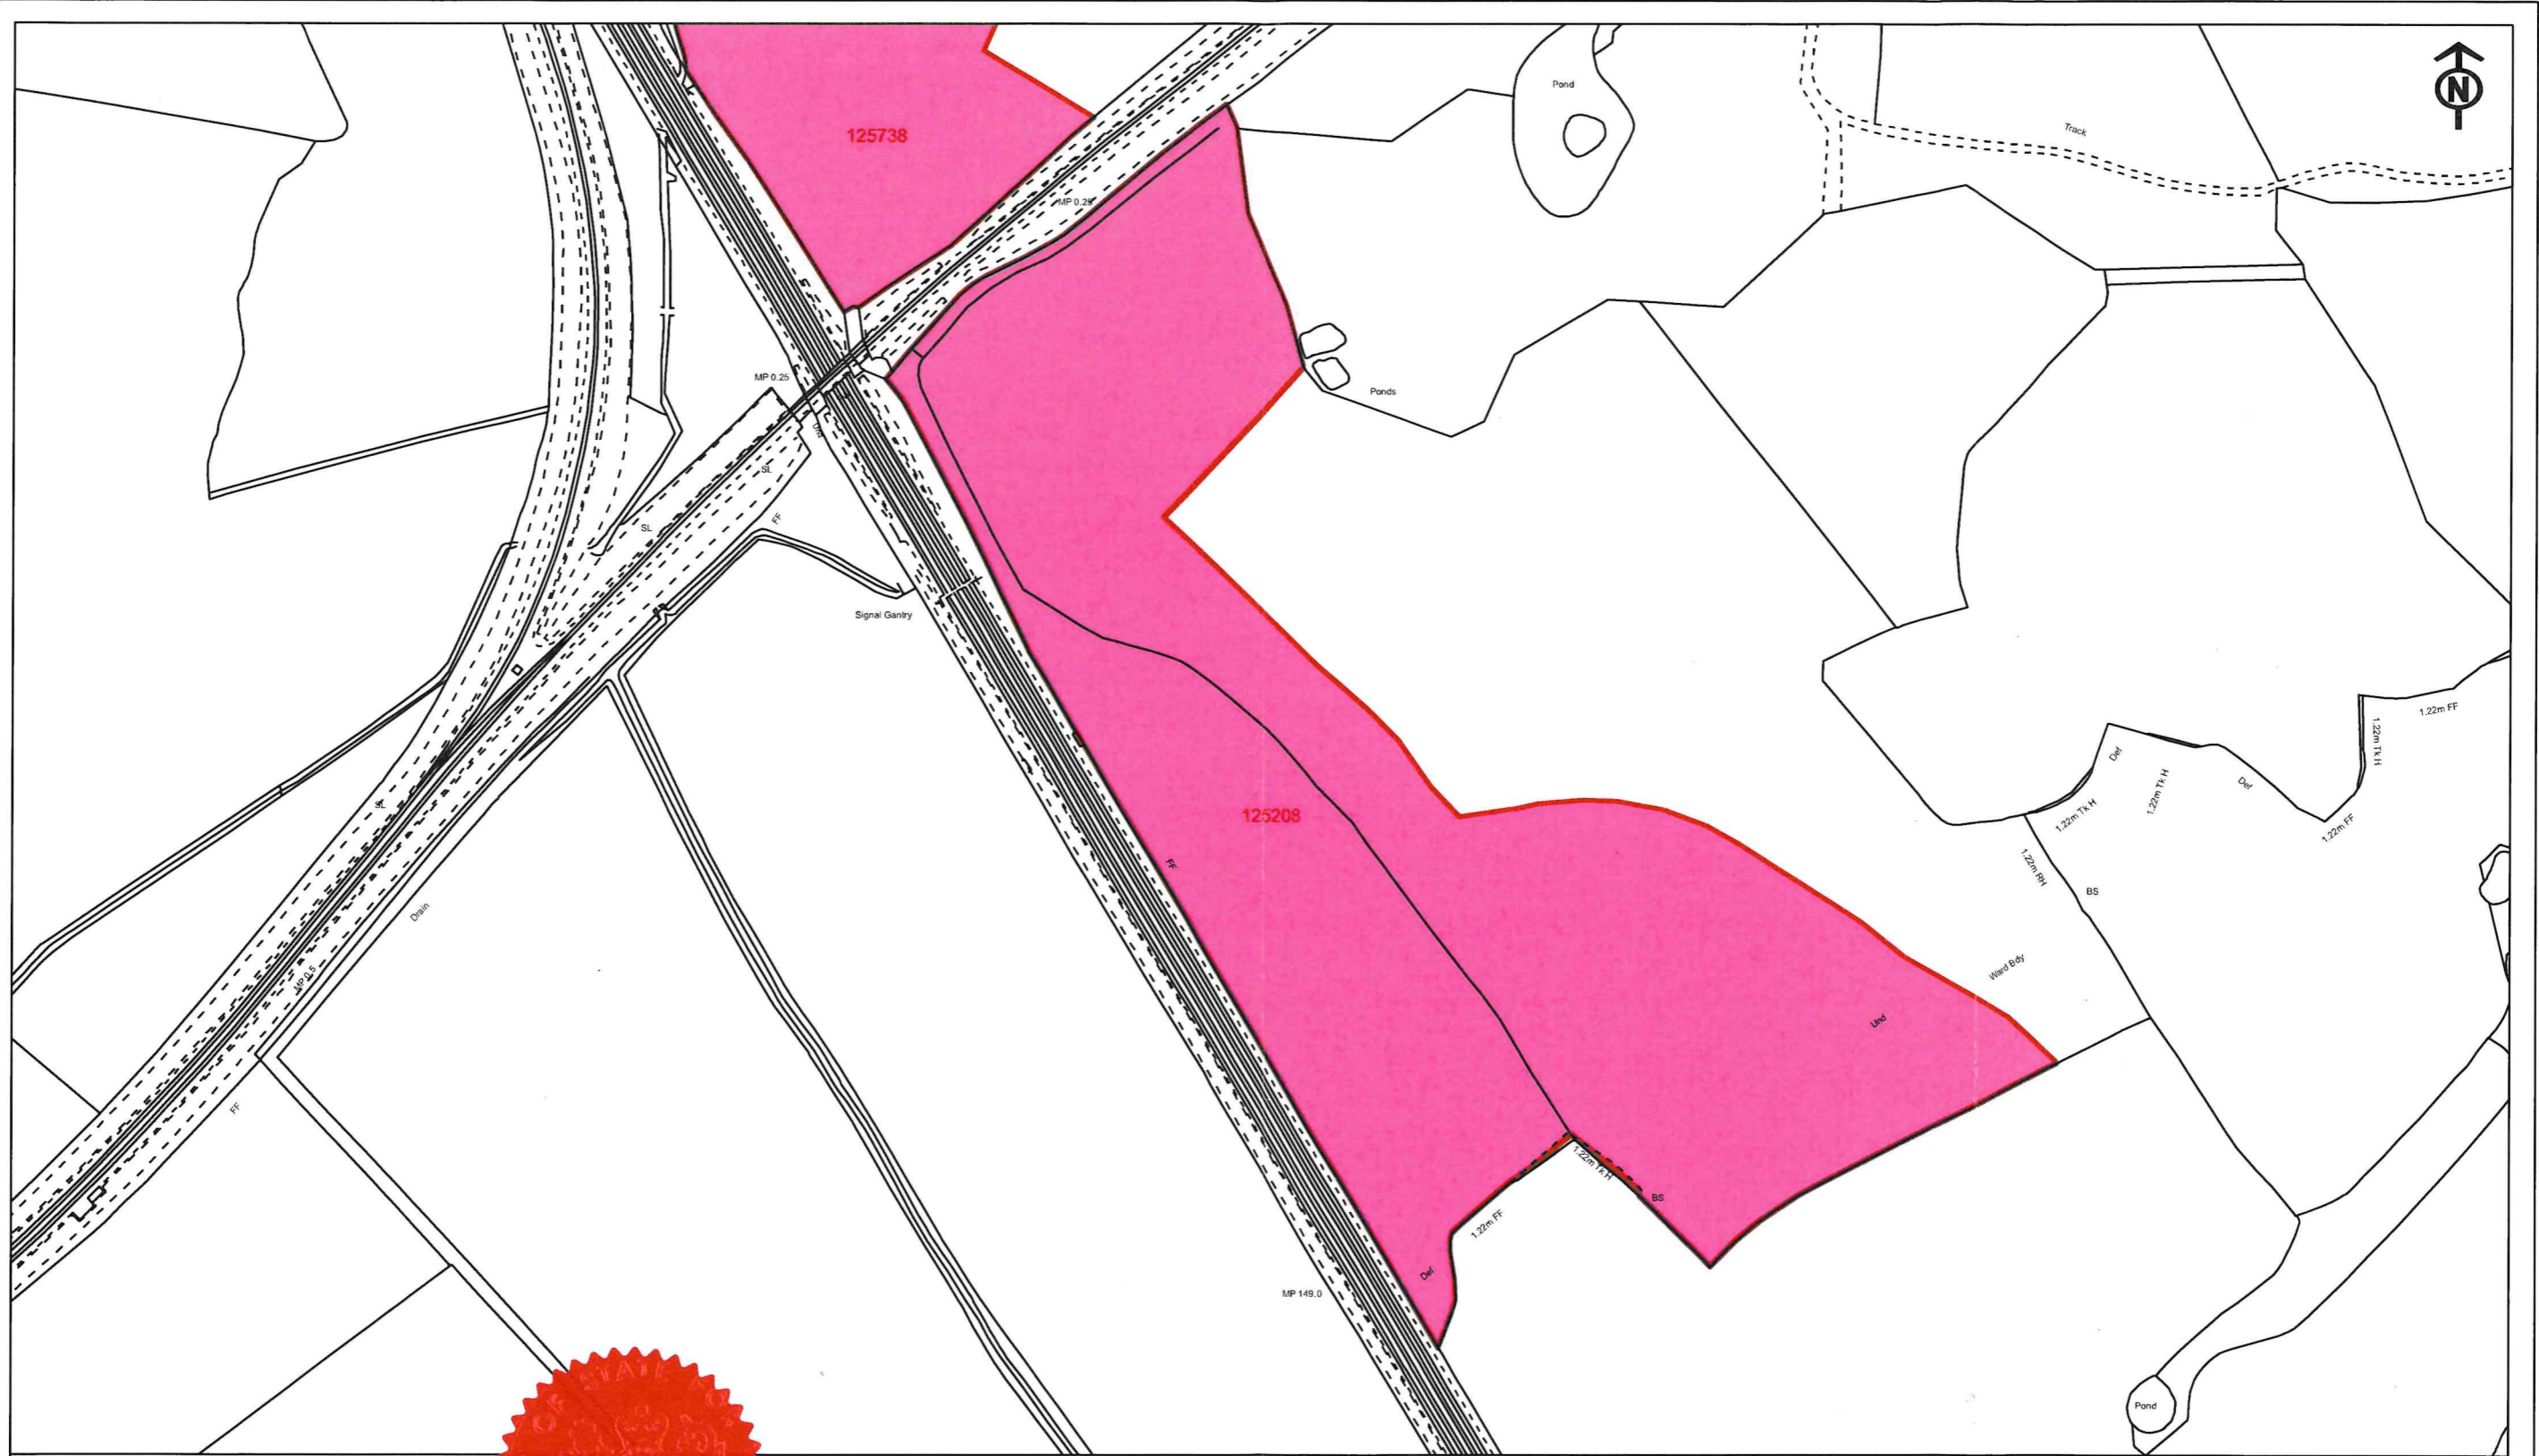 N
Pond
125738
Track
MP 0.25
MP 0.25
Ponds
Und
SL
SL
FF
Signal Gantry
1.22m FF
1.22m Tk H
Def
1.22m Tk H
Def
SL
1.22m Tk H
125208
1.22m FF
FF
1.22m RH
BS
Drain
Ward Bdy
MP 0.5
Und
FF
1.22m Tk H
BS
1.22m FF
Def
MP 149.0
OF STATE FO
Pond